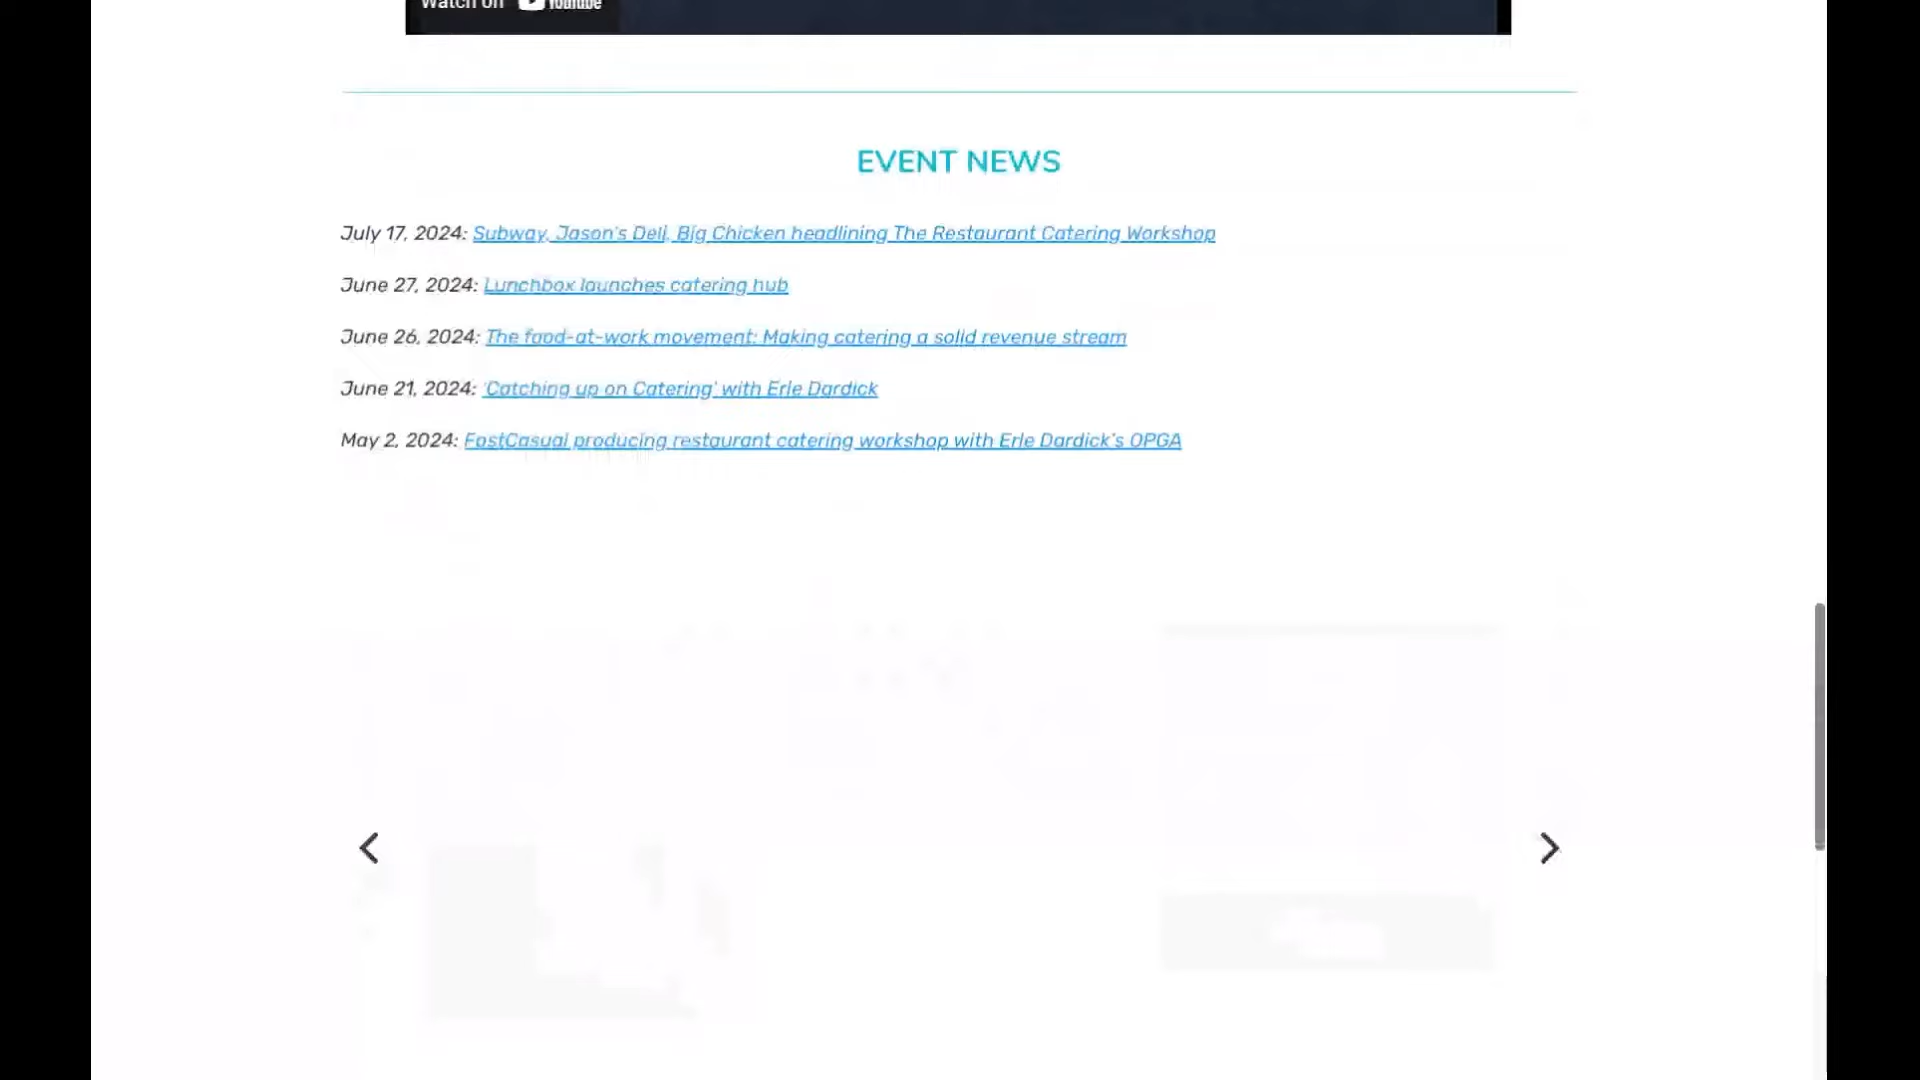 Watch on YouTube
EVENT NEWS
July 17, 2024: Subway, Jason's Deli, Big Chicken headlining The Restaurant Catering Workshop
June 27, 2024: Lunchbox launches catering hub
June 26, 2024: The food-at-work movement: Making catering a solid revenue stream
June 21, 2024: 'Catching up on Catering' with Erle Dardick
May 2, 2024: FastCasual producing restaurant catering workshop with Erle Dardick's OPGA